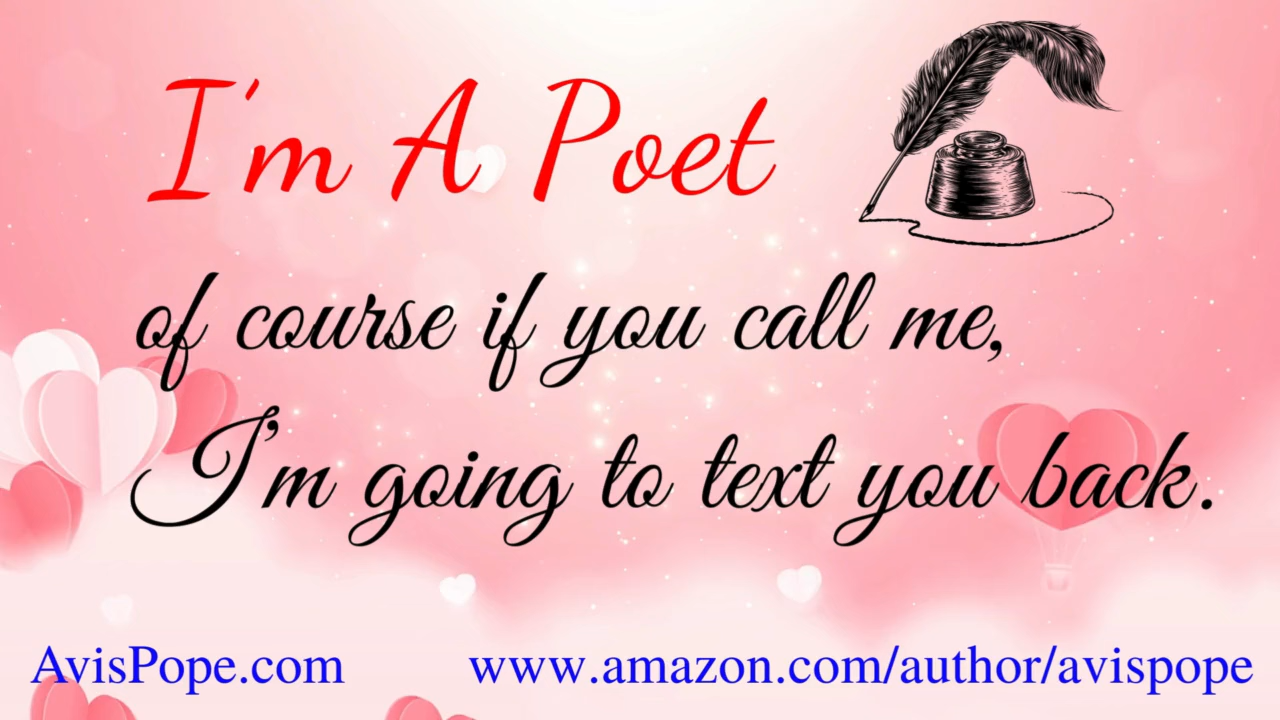 I'm A Poet
of course if you call me,
I'm going to text you back.
AvisPope.com
www.amazon.com/author/avispope